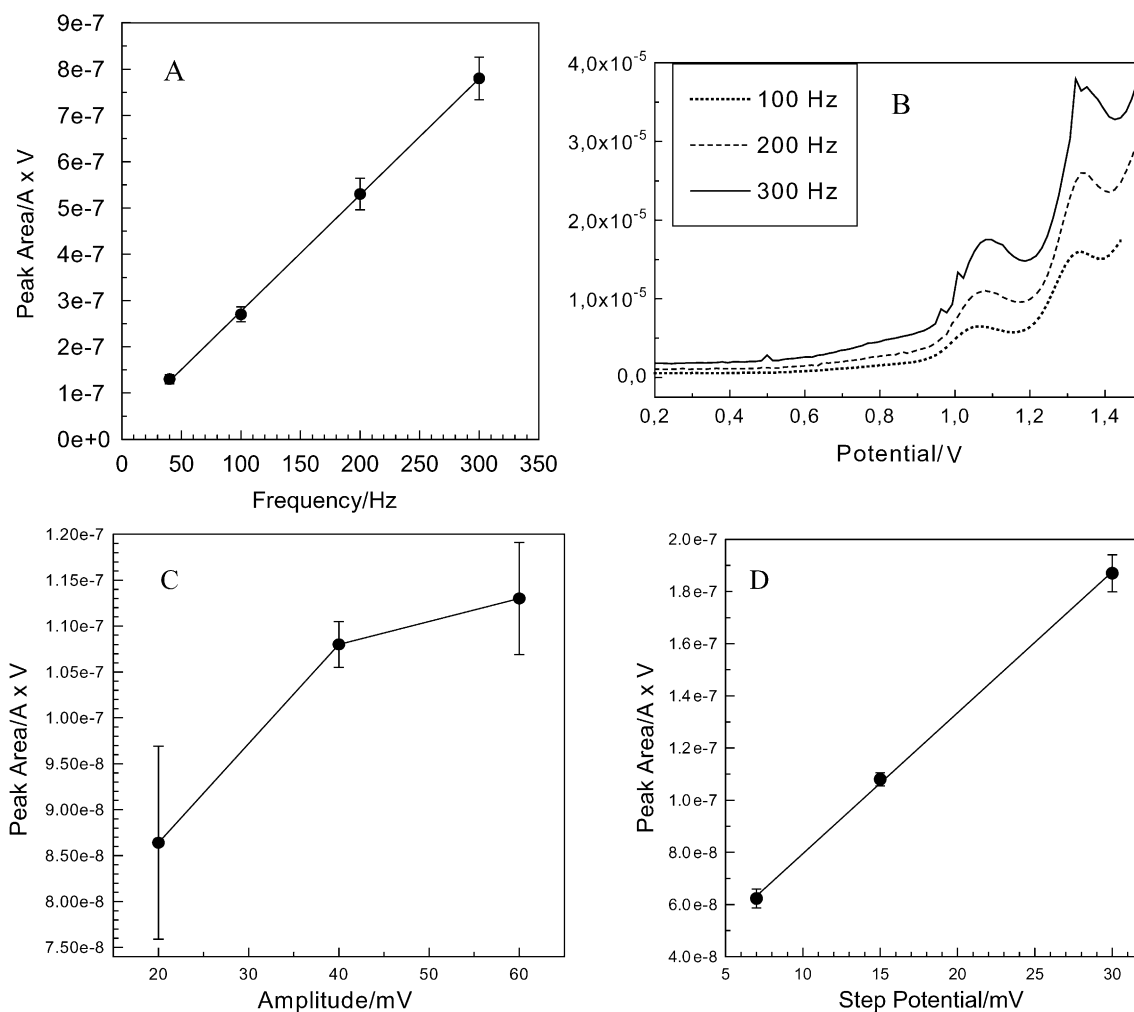 A
9e-7
8e-7
7e-7
6e-7
5e-7
4e-7
3e-7
2e-7
1e-7
0e+0
Peak Area/A x V
0 50 100 150 200 250 300 350
Frequency/Hz
B
100 Hz
200 Hz
300 Hz
4,0x10⁻⁵
3,0x10⁻⁵
2,0x10⁻⁵
1,0x10⁻⁵
0,0
0,2 0,4 0,6 0,8 1,0 1,2 1,4
Potential/V
C
1.20e-7
1.15e-7
1.10e-7
1.05e-7
1.00e-7
9.50e-8
9.00e-8
8.50e-8
8.00e-8
7.50e-8
Peak Area/A x V
20 30 40 50 60
Amplitude/mV
D
2.0e-7
1.8e-7
1.6e-7
1.4e-7
1.2e-7
1.0e-7
8.0e-8
6.0e-8
4.0e-8
Peak Area/A x V
5 10 15 20 25 30
Step Potential/mV